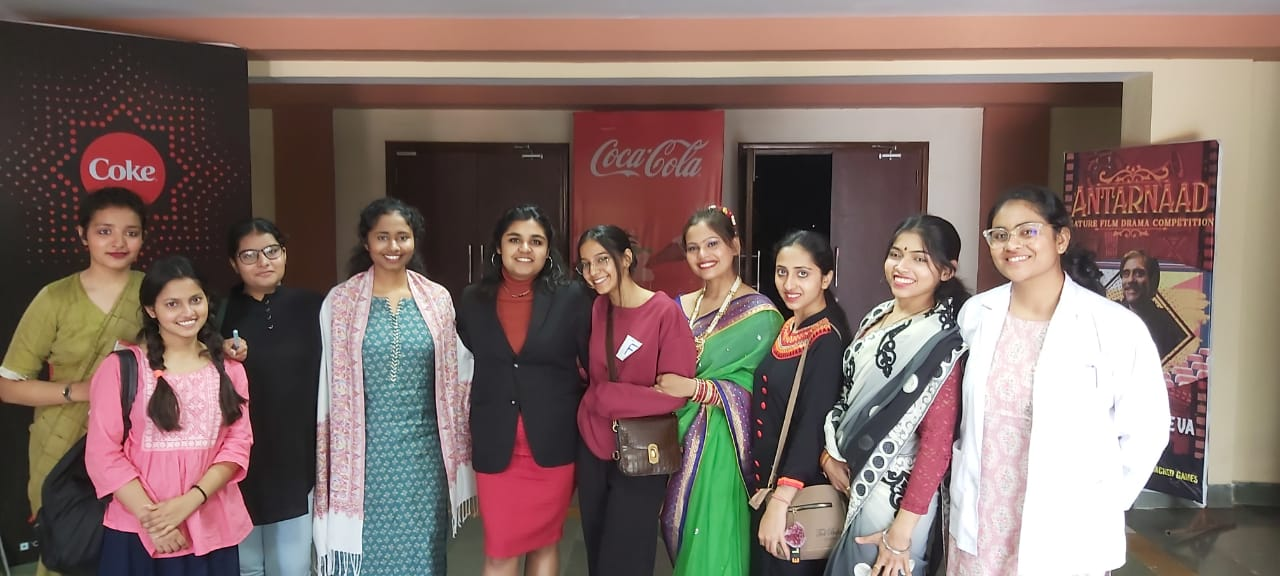 Coke
Coca-Cola
ANTARNAAD
ATURE FILM DRAMA COMPETITION
F
EVA
GAMES